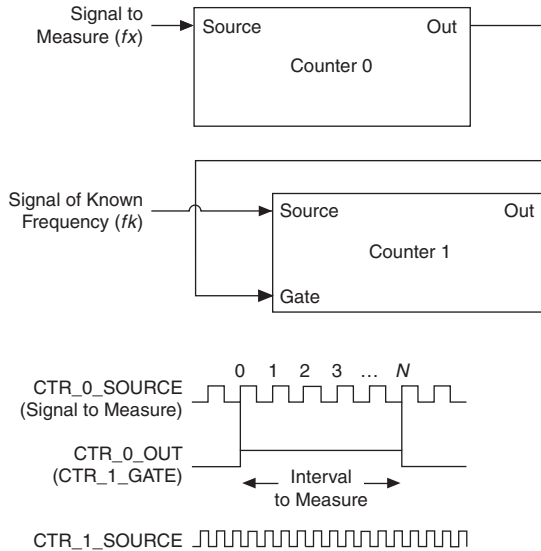 Signal to
Measure (fx)
Source
Out
Counter 0
Signal of Known
Frequency (fk)
Source
Out
Counter 1
Gate
0 1 2 3 … N
CTR_0_SOURCE
(Signal to Measure)
CTR_0_OUT
(CTR_1_GATE)
Interval
to Measure
CTR_1_SOURCE